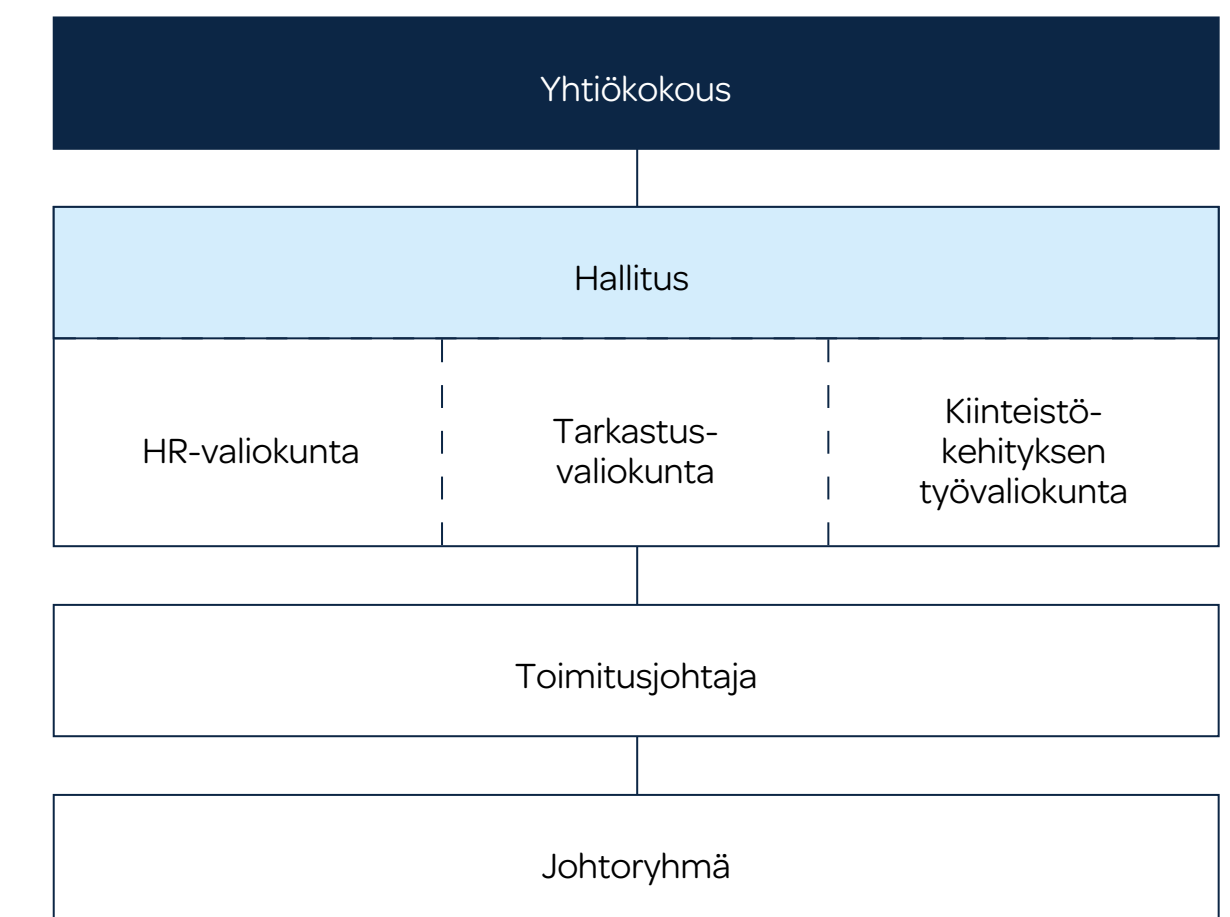 Yhtiökokous
Hallitus
HR-valiokunta
Tarkastus-
valiokunta
Kiinteistö-
kehityksen
työvaliokunta
Toimitusjohtaja
Johtoryhmä